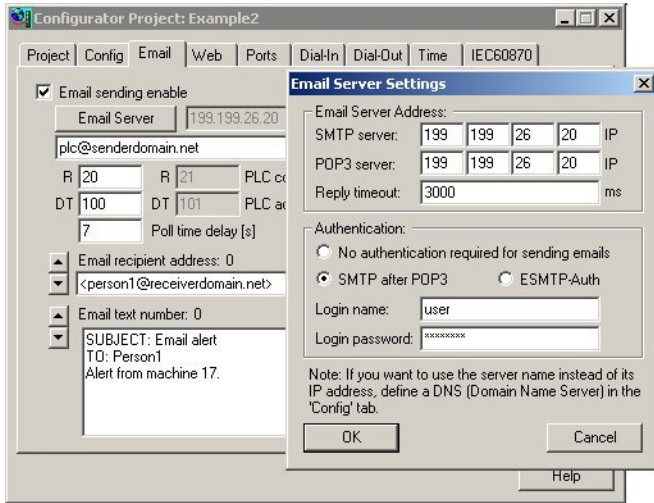 Configurator Project: Example2
Project Config Email Web Ports Dial-In Dial-Out Time IEC60870
Email sending enable
Email Server 199.199.26.20
plc@senderdomain.net
R 20 R 21 PLC
DT 100 DT 101 PLC
7 Poll time delay [s]
Email recipient address: 0
<person1@receiverdomain.net>
Email text number: 0
SUBJECT: Email alert
TO: Person1
Alert from machine 17.
Help
Email Server Settings
Email Server Address:
SMTP server: 199 199 26 20 IP
POP3 server: 199 199 26 20 IP
Reply timeout: 3000 ms
Authentication:
No authentication required for sending emails
SMTP after POP3 ESMTP-Auth
Login name: user
Login password: ××××××××
Note: If you want to use the server name instead of its
IP address, define a DNS (Domain Name Server) in the
'Config' tab.
OK Cancel